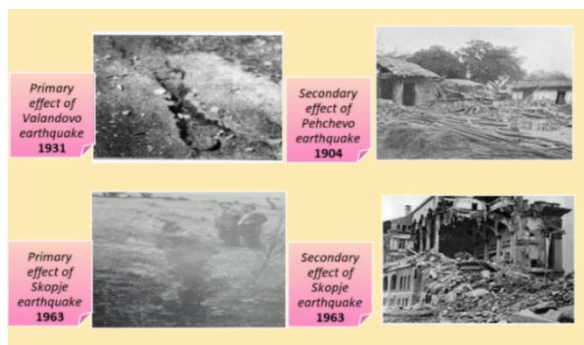 Primary
effect of
Valandovo
earthquake
1931
Secondary
effect of
Pehchevo
earthquake
1904
Primary
effect of
Skopje
earthquake
1963
Secondary
effect of
Skopje
earthquake
1963